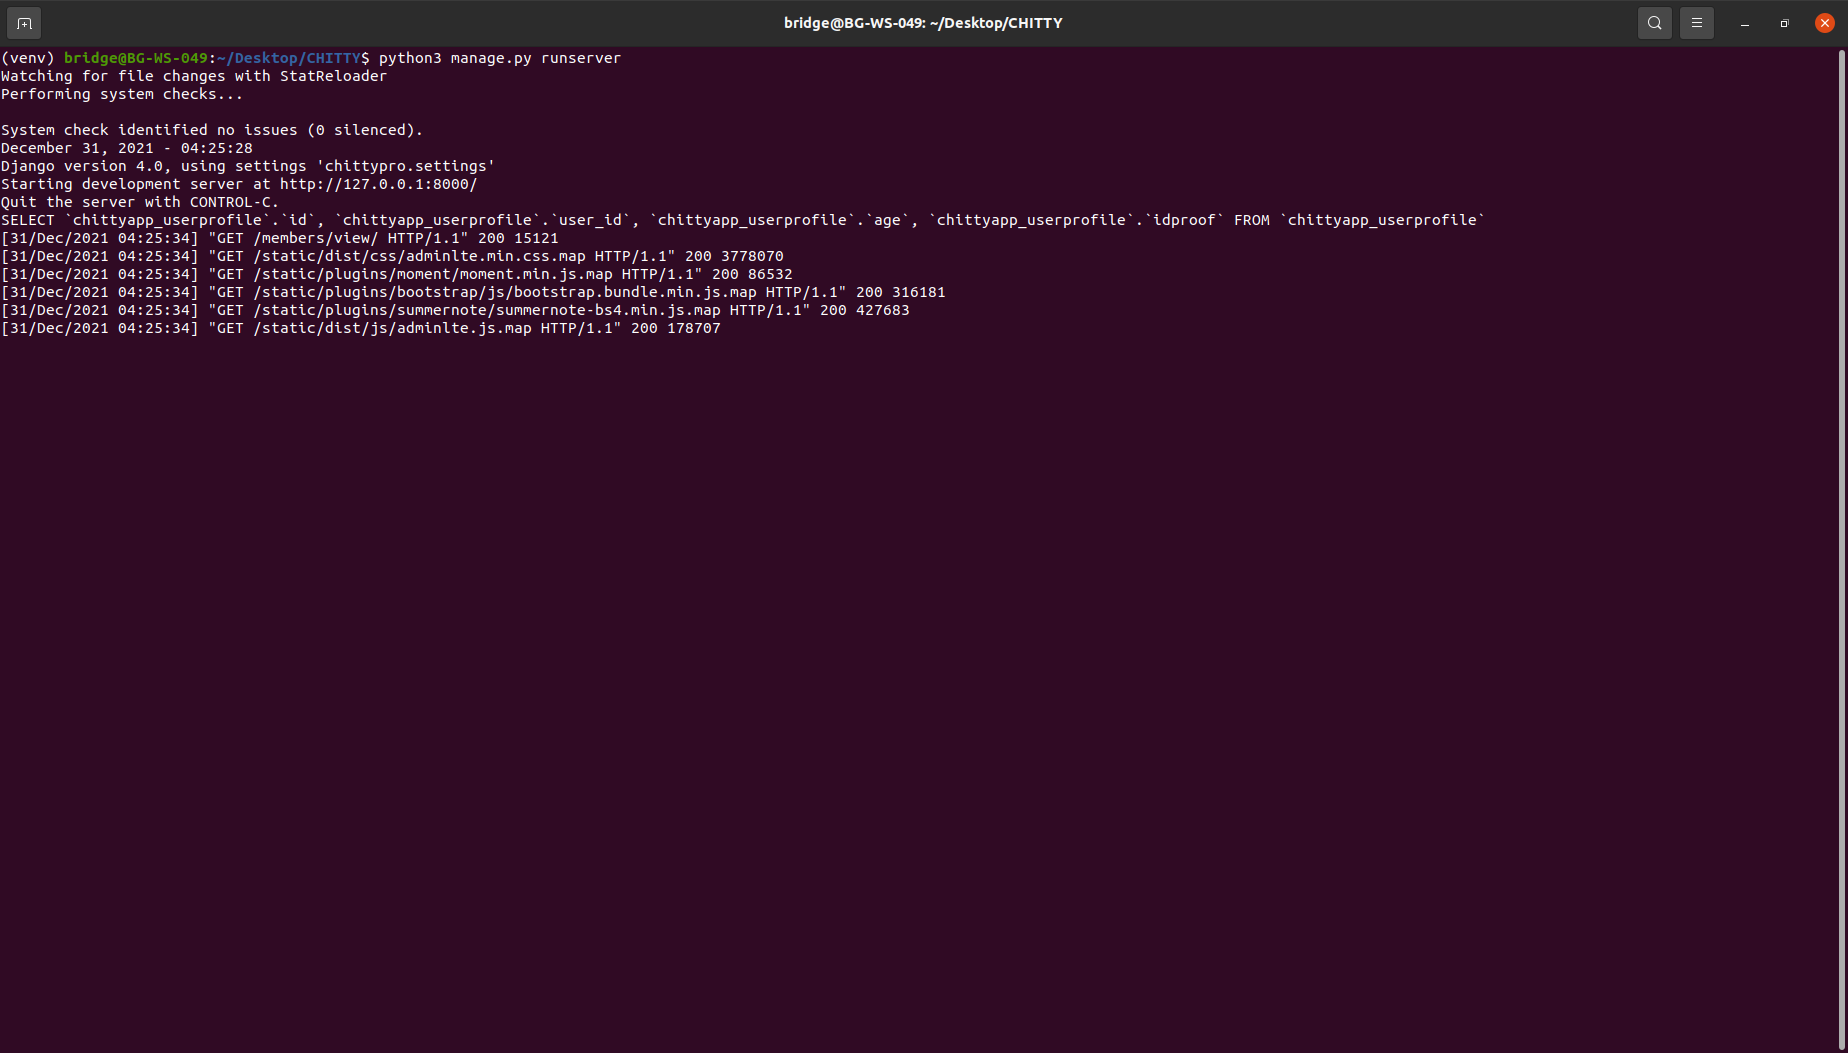 bridge@BG-WS-049: ~/Desktop/CHITTY
(venv) bridge@BG-WS-049:~/Desktop/CHITTY$ python3 manage.py runserver
Watching for file changes with StatReloader
Performing system checks...
System check identified no issues (0 silenced).
December 31, 2021 - 04:25:28
Django version 4.0, using settings 'chittypro.settings'
Starting development server at http://127.0.0.1:8000/
Quit the server with CONTROL-C.
SELECT `chittyapp_userprofile`.`id`, `chittyapp_userprofile`.`user_id`, `chittyapp_userprofile`.`age`, `chittyapp_userprofile`.`idproof` FROM `chittyapp_userprofile`
[31/Dec/2021 04:25:34] "GET /members/view/ HTTP/1.1" 200 15121
[31/Dec/2021 04:25:34] "GET /static/dist/css/adminlte.min.css.map HTTP/1.1" 200 3778070
[31/Dec/2021 04:25:34] "GET /static/plugins/moment/moment.min.js.map HTTP/1.1" 200 86532
[31/Dec/2021 04:25:34] "GET /static/plugins/bootstrap/js/bootstrap.bundle.min.js.map HTTP/1.1" 200 316181
[31/Dec/2021 04:25:34] "GET /static/plugins/summernote/summernote-bs4.min.js.map HTTP/1.1" 200 427683
[31/Dec/2021 04:25:34] "GET /static/dist/js/adminlte.js.map HTTP/1.1" 200 178707